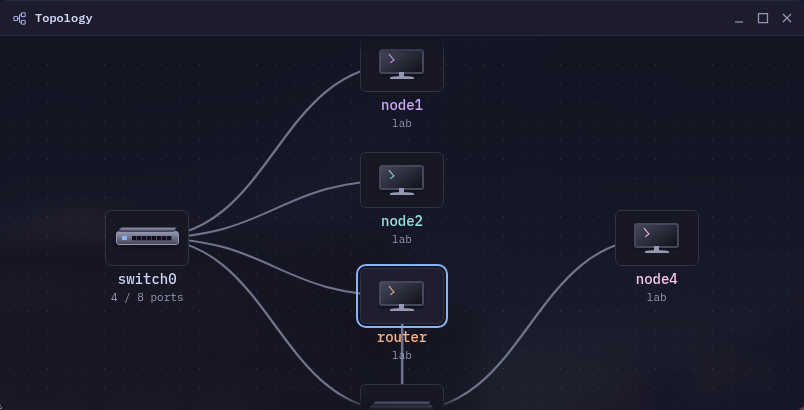 Topology
node1
lab
node2
lab
switch0
4 / 8 ports
router
lab
node4
lab